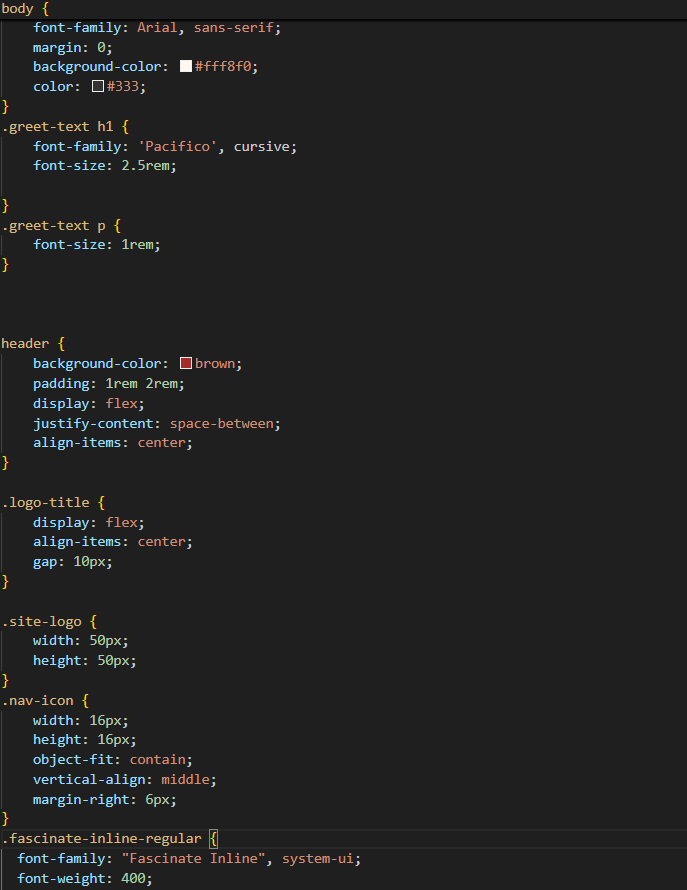 body {
    font-family: Arial, sans-serif;
    margin: 0;
    background-color: #fff8f0;
    color: #333;
}
.greet-text h1 {
    font-family: 'Pacifico', cursive;
    font-size: 2.5rem;

}
.greet-text p {
    font-size: 1rem;
}



header {
    background-color: brown;
    padding: 1rem 2rem;
    display: flex;
    justify-content: space-between;
    align-items: center;
}

.logo-title {
    display: flex;
    align-items: center;
    gap: 10px;
}

.site-logo {
    width: 50px;
    height: 50px;
}
.nav-icon {
    width: 16px;
    height: 16px;
    object-fit: contain;
    vertical-align: middle;
    margin-right: 6px;
}
.fascinate-inline-regular {
  font-family: "Fascinate Inline", system-ui;
  font-weight: 400;